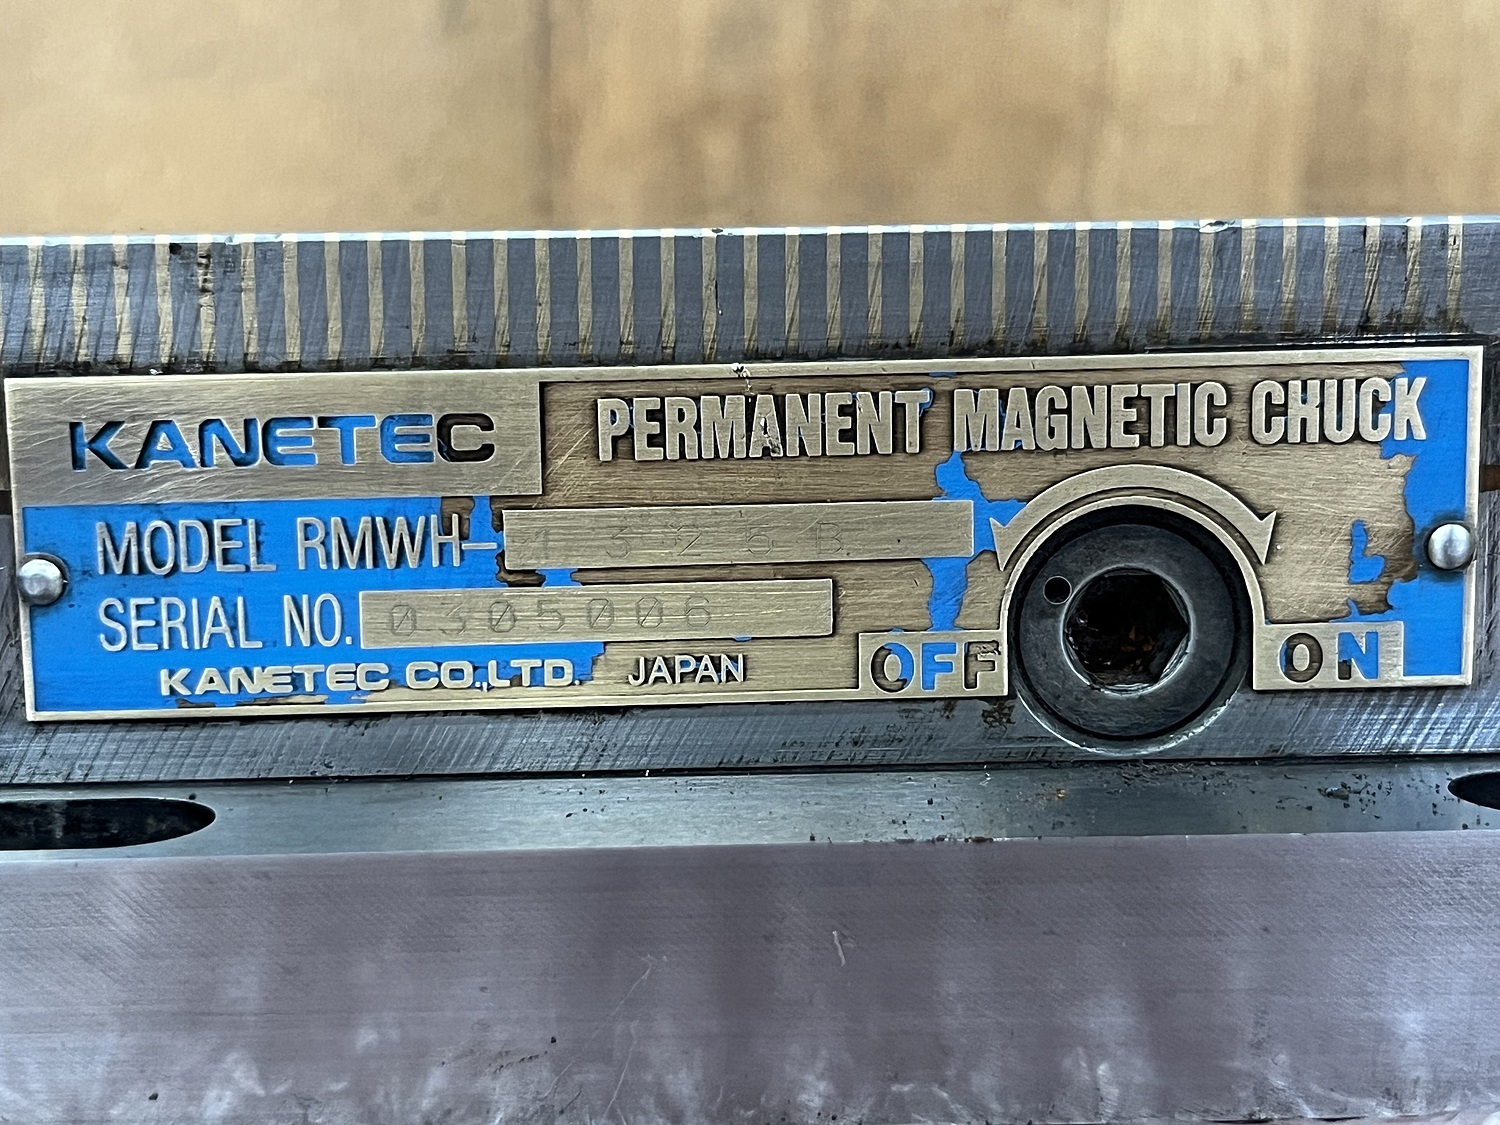 KANETEC
PERMANENT MAGNETIC CHUCK
MODEL RMWH-1325B
SERIAL NO. 0305006
KANETEC CO.,LTD. JAPAN
OFF ON